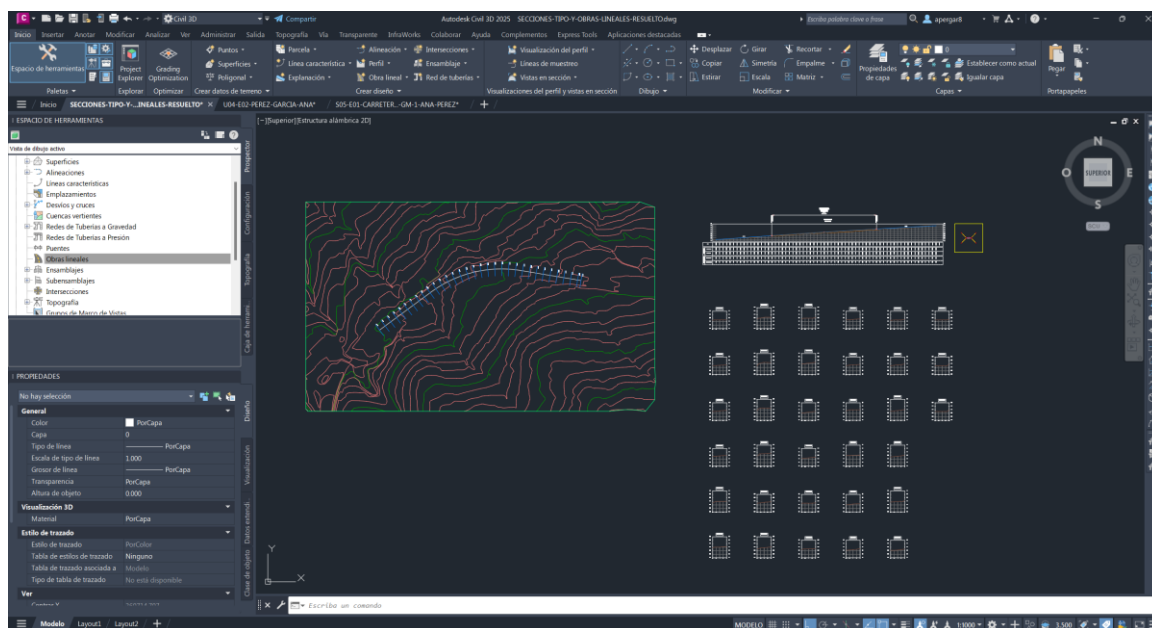 Civil 3D
Compartir
Autodesk Civil 3D 2025 SECCIONES-TIPO-Y-OBRAS-LINEALES-RESUELTO.dwg
Escriba palabra clave o frase
apergar8
Inicio Insertar Anotar Modificar Analizar Ver Administrar Salida Topografía Vía Transparente InfraWorks Colaborar Ayuda Complementos Express Tools Aplicaciones destacadas
Puntos Parcela Alineación Intersecciones Visualización del perfil Desplazar Girar Recortar 0
Superficies Línea característica Perfil Ensamblaje Líneas de muestreo Copiar Simetría Empalme Establecer como actual
Espacio de herramientas Project Explorer Grading Optimization Poligonal Explanación Obra lineal Red de tuberías Vistas en sección Estirar Escala Matriz Propiedades de capa Igualar capa Pegar
Paletas Explorar Optimizar Crear datos de terreno Crear diseño Visualizaciones del perfil y vistas en sección Dibujo Modificar Capas Portapapeles
Inicio SECCIONES-TIPO-Y-...INEALES-RESUELTO* U04-E02-PEREZ-GARCIA-ANA* S05-E01-CARRETER...-GM-1-ANA-PEREZ*
ESPACIO DE HERRAMIENTAS
[-][Superior][Estructura alámbrica 2D]
Vista de dibujo activo
Superficies
Alineaciones
Líneas características
Emplazamientos
Desvíos y cruces
Cuencas vertientes
Redes de Tuberías a Gravedad
Redes de Tuberías a Presión
Puentes
Obras lineales
Ensamblajes
Subensamblajes
Intersecciones
Topografía
Grupos de Marco de Vistas
Prospector
Configuración
Topografía
Caja de herrami...
N
O SUPERIOR E
S
PROPIEDADES
No hay selección
General
Color PorCapa
Capa 0
Tipo de línea PorCapa
Escala de tipo de línea 1.000
Grosor de línea PorCapa
Transparencia PorCapa
Altura de objeto 0.000
Visualización 3D
Material PorCapa
Estilo de trazado
Estilo de trazado PorColor
Tabla de estilos de trazado Ninguno
Tabla de trazado asociada a Modelo
Tipo de tabla de trazado No está disponible
Ver
Diseño
Visualización
Datos extendi...
Clase de objeto
Y
X
Escriba un comando
Modelo Layout1 Layout2
MODELO 1:1000 3.500